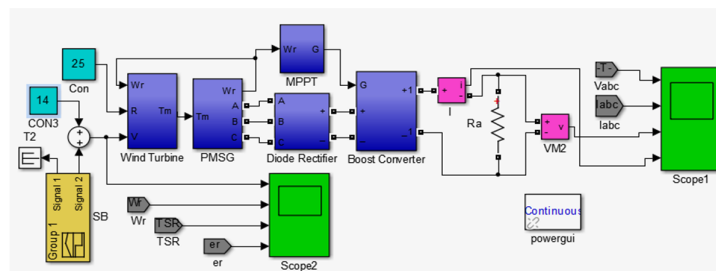 25
Con
14
CON3
T2
Signal 1
Signal 2
Group 1
SB
Wr
R
V
Tm
Wind Turbine
Tm
Wr
A
B
C
PMSG
Wr
G
MPPT
A
B
C
+
-
Diode Rectifier
G
+
-
+1
_1
Boost Converter
+
i
-
I
+
Ra
+
-
v
VM2
-T-
Vabc
Iabc
Iabc
Scope1
Wr
Wr
TSR
TSR
er
er
Scope2
Continuous
powergui